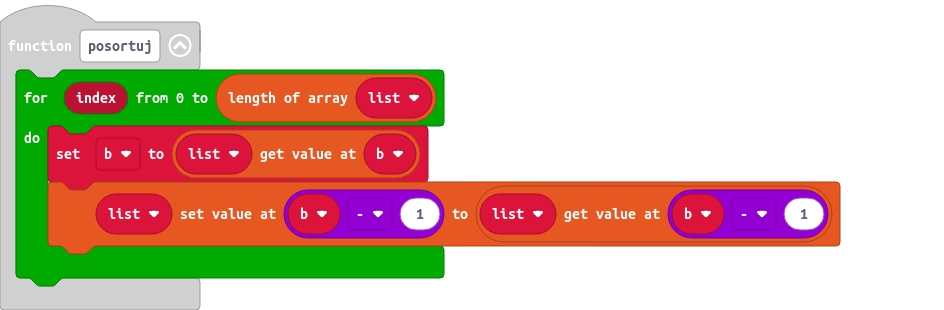 function posortuj
for index from 0 to length of array list
do
set b to list get value at b
list set value at b - 1 to list get value at b - 1